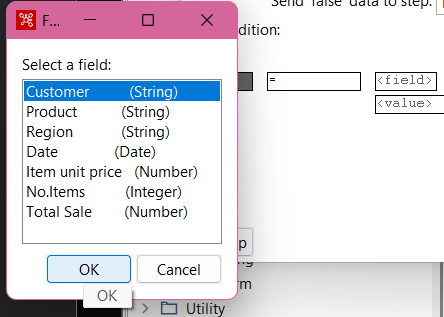 F...
Send 'false' data to step:
dition:
Select a field:
Customer (String)
Product (String)
Region (String)
Date (Date)
Item unit price (Number)
No.Items (Integer)
Total Sale (Number)
=
<field>
<value>
OK
Cancel
OK
Utility